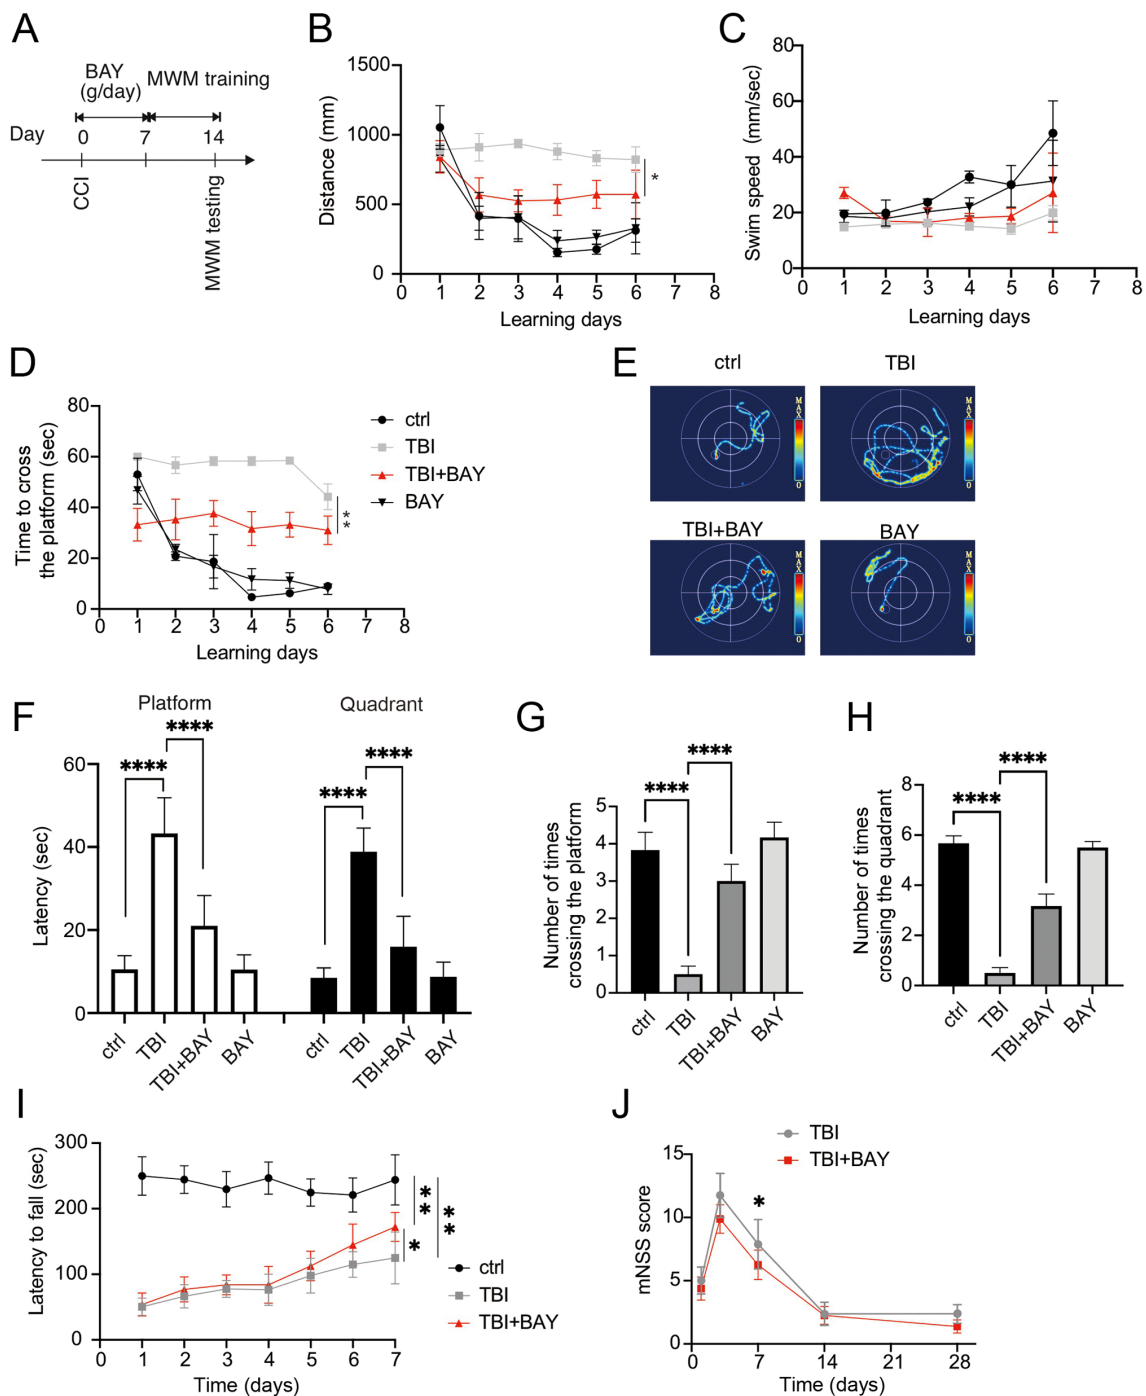 A
BAY
(g/day)
MWM training
Day
0
7
14
CCI
MWM testing
B
Distance (mm)
1500
1000
500
0
*
0 1 2 3 4 5 6 7 8
Learning days
C
Swim speed (mm/sec)
80
60
40
20
0
0 1 2 3 4 5 6 7 8
Learning days
D
Time to cross
the platform (sec)
80
60
40
20
0
**
0 1 2 3 4 5 6 7 8
Learning days
ctrl
TBI
TBI+BAY
BAY
E
ctrl
TBI
MAX
0
MAX
0
TBI+BAY
BAY
MAX
0
MAX
0
F
Platform
Quadrant
**** ****
**** ****
Latency (sec)
60
40
20
0
ctrl TBI TBI+BAY BAY
ctrl TBI TBI+BAY BAY
G
**** ****
Number of times
crossing the platform
5
4
3
2
1
0
ctrl TBI TBI+BAY BAY
H
**** ****
Number of times
crossing the quadrant
8
6
4
2
0
ctrl TBI TBI+BAY BAY
I
Latency to fall (sec)
300
200
100
0
**
**
*
0 1 2 3 4 5 6 7
Time (days)
ctrl
TBI
TBI+BAY
J
TBI
TBI+BAY
mNSS score
15
10
5
0
*
0 7 14 21 28
Time (days)